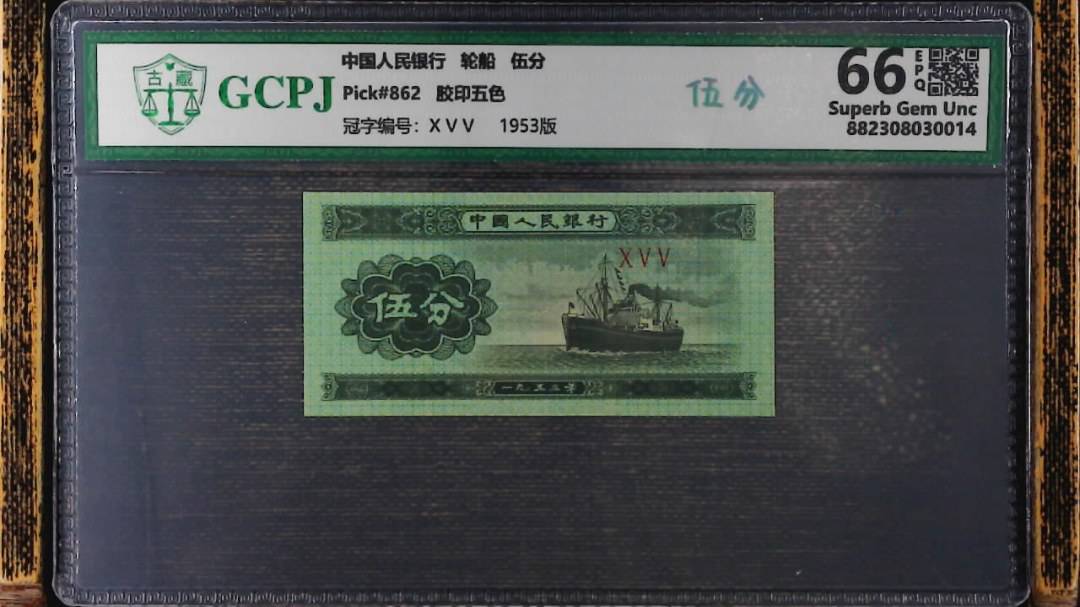 古藏
GCPJ
中国人民银行 轮船 伍分
Pick#862 胶印五色
冠字编号: X V V 1953版
伍分
66 EPQ
Superb Gem Unc
882308030014
中國人民銀行
X V V
伍分
一九五三年